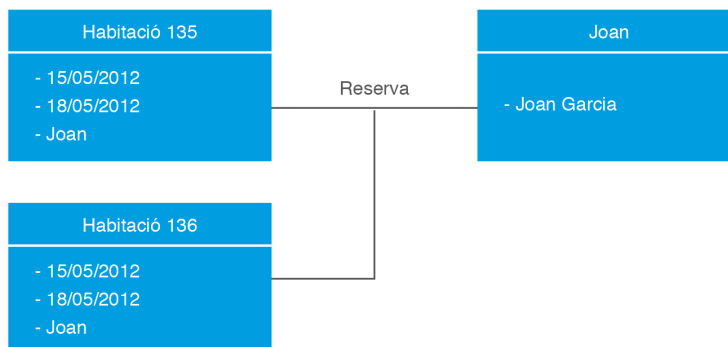 Habitació 135
- 15/05/2012
- 18/05/2012
- Joan
Reserva
Joan
- Joan Garcia
Habitació 136
- 15/05/2012
- 18/05/2012
- Joan